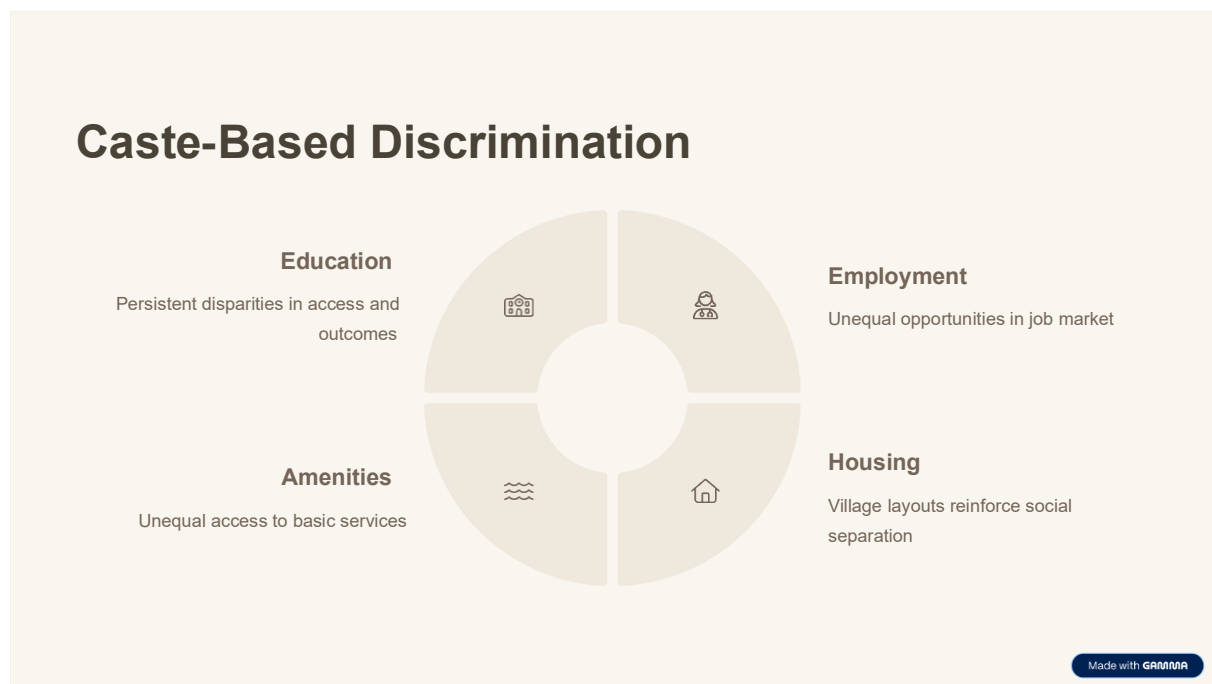 Caste-Based Discrimination
Education
Persistent disparities in access and
outcomes
Employment
Unequal opportunities in job market
Amenities
Unequal access to basic services
Housing
Village layouts reinforce social
separation
Made with GAMMA